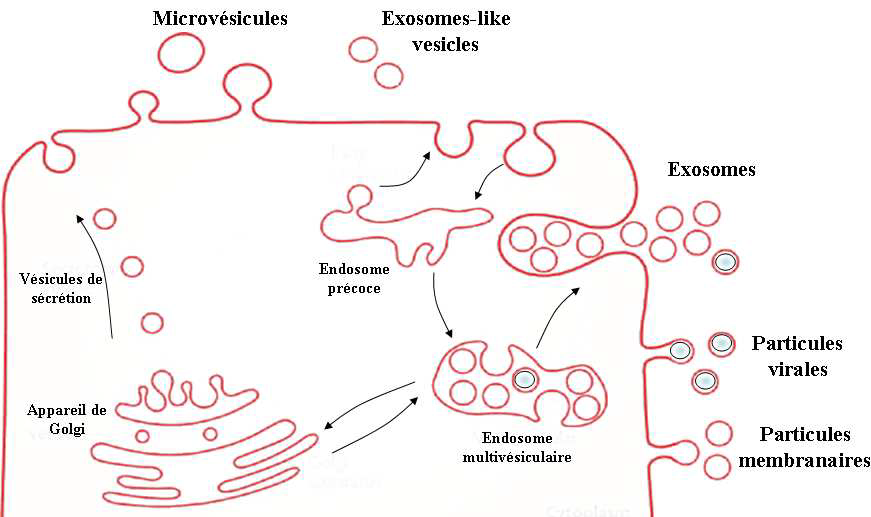 Microvésicules
Exosomes-like
vesicles
Exosomes
Endosome
précoce
Vésicules de
sécrétion
Particules
virales
Appareil de
Golgi
Endosome
multivésiculaire
Particules
membranaires
Cytoplasm